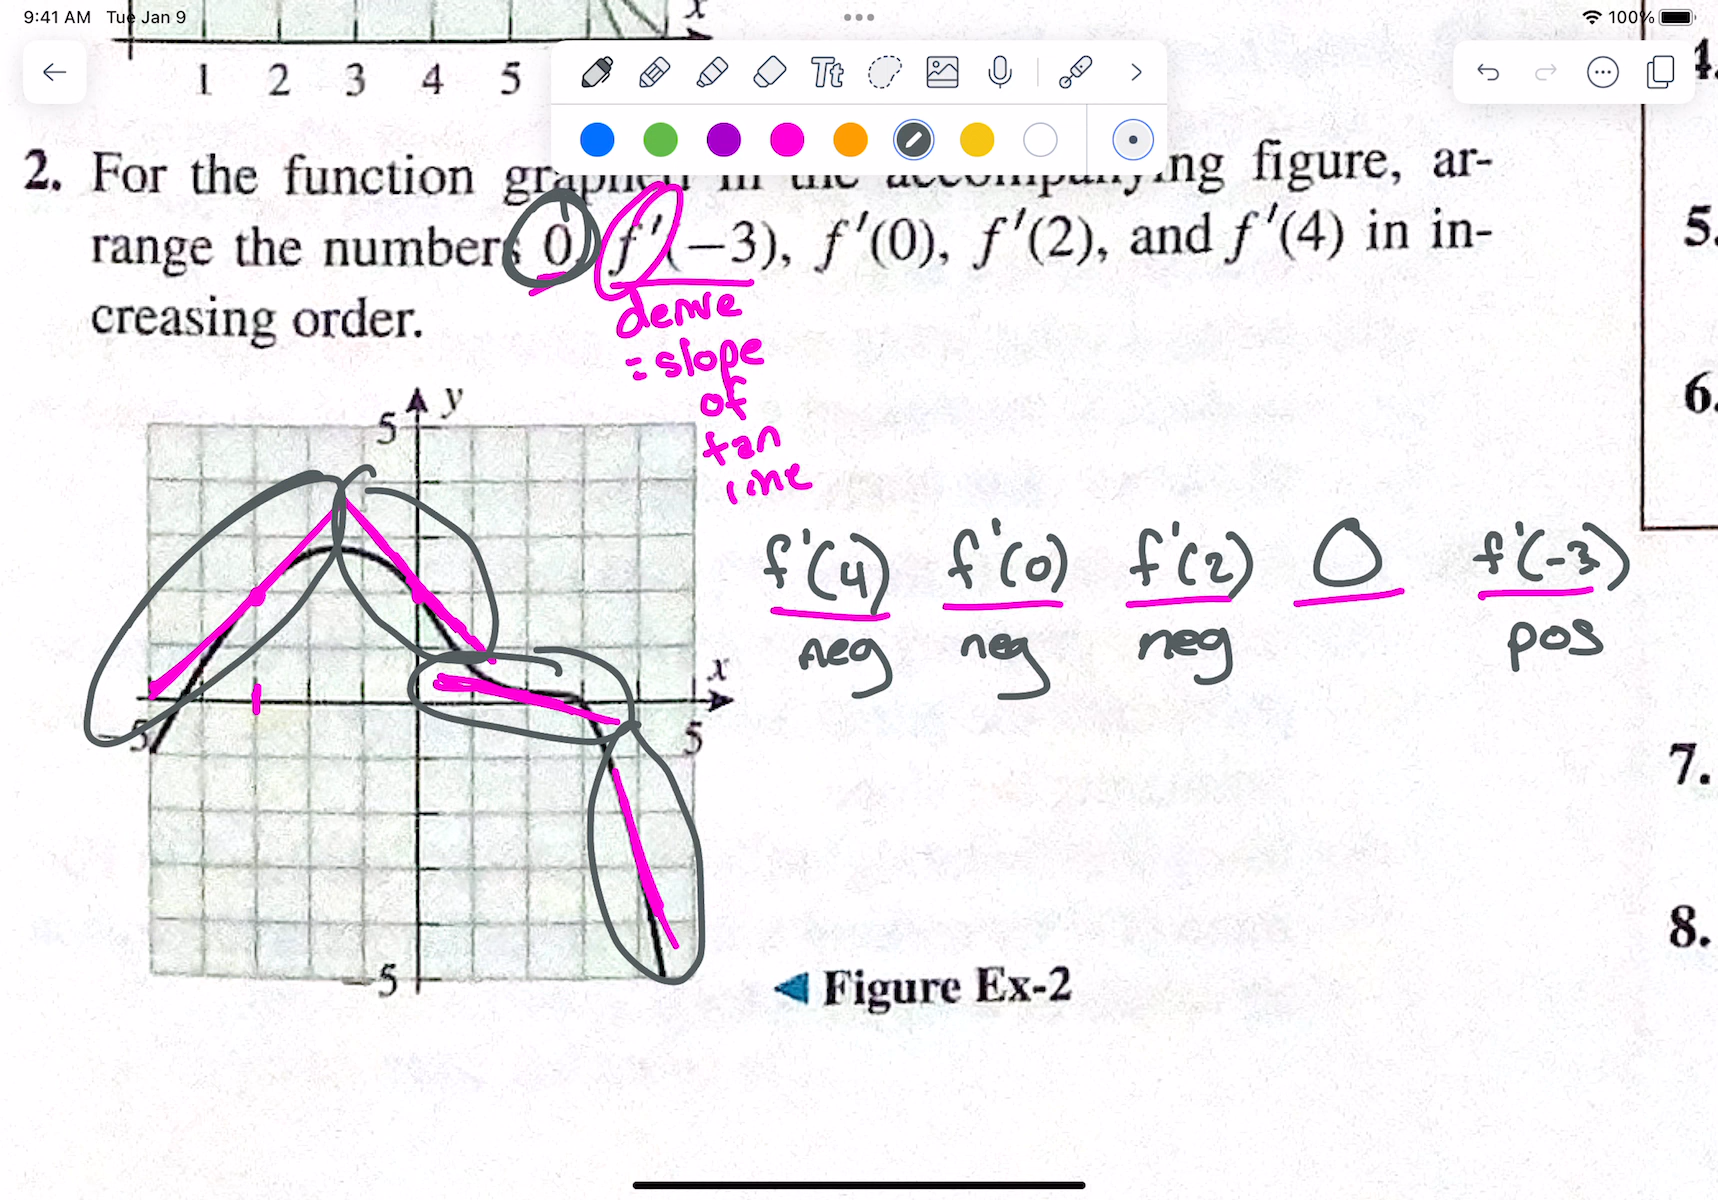 9:41 AM Tue Jan 9
100%
x
1 2 3 4 5
Tt
4.
2. For the function graphed in the accompanying figure, ar-
range the numbers 0, f′(−3), f′(0), f′(2), and f′(4) in in-
creasing order.
5.
6.
7.
8.
derive
= slope
of
tan
line
y
5
x
−5
5
−5
f'(4) f'(0) f'(2) 0 f'(-3)
neg neg neg pos
◀ Figure Ex-2